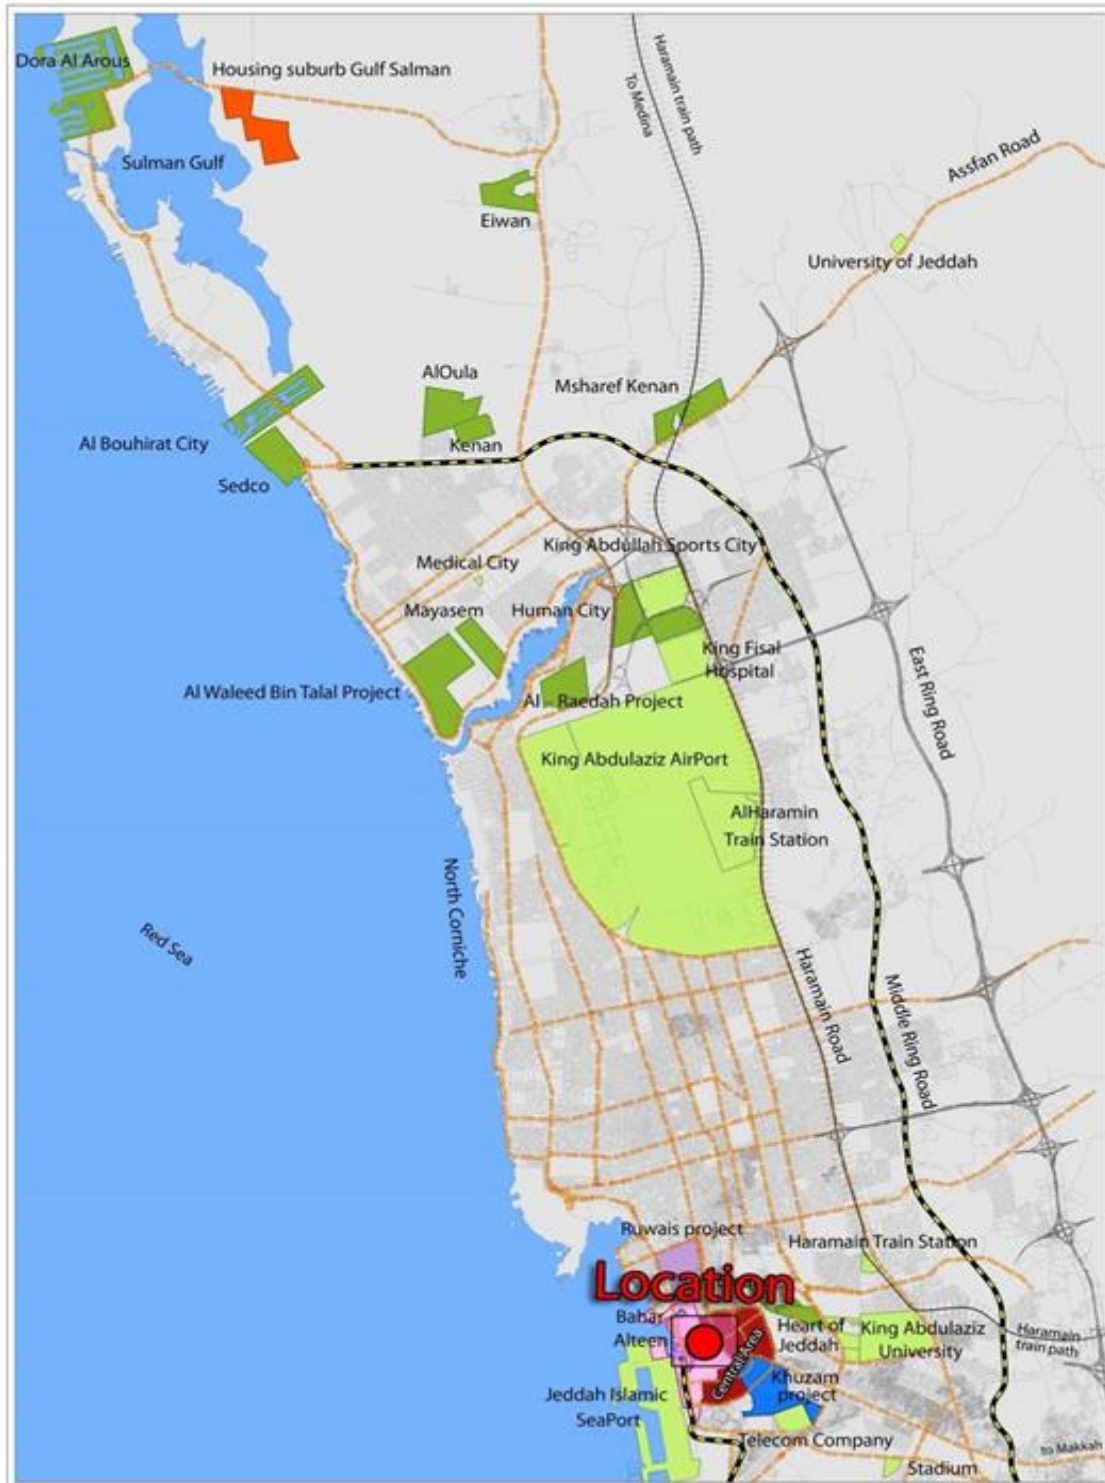 Dora Al Arous
Housing suburb Gulf Salman
Haramain train path
To Medina
Sulman Gulf
Assfan Road
Eiwan
University of Jeddah
AlOula
Msharef Kenan
Al Bouhirat City
Kenan
Sedco
King Abdullah Sports City
Medical City
Mayasem
Human City
King Fisal
Hospital
East Ring Road
Al Waleed Bin Talal Project
Al - Raedah Project
King Abdulaziz AirPort
AlHaramin
Train Station
North Corniche
Red Sea
Haramain Road
Middle Ring Road
Ruwais project
Haramain Train Station
Location
Bahar
Alteen
Central Area
Heart of
Jeddah
King Abdulaziz
University
Haramain
train path
Khuzam
project
Jeddah Islamic
SeaPort
Telecom Company
to Makkah
Stadium